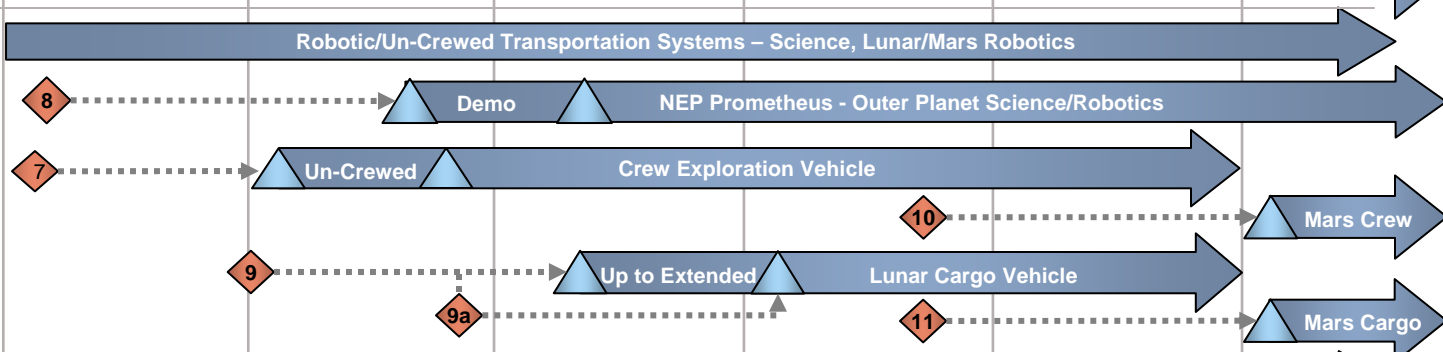 Robotic/Un-Crewed Transportation Systems – Science, Lunar/Mars Robotics
8
Demo
NEP Prometheus - Outer Planet Science/Robotics
7
Un-Crewed
Crew Exploration Vehicle
10
Mars Crew
9
Up to Extended
Lunar Cargo Vehicle
9a
11
Mars Cargo